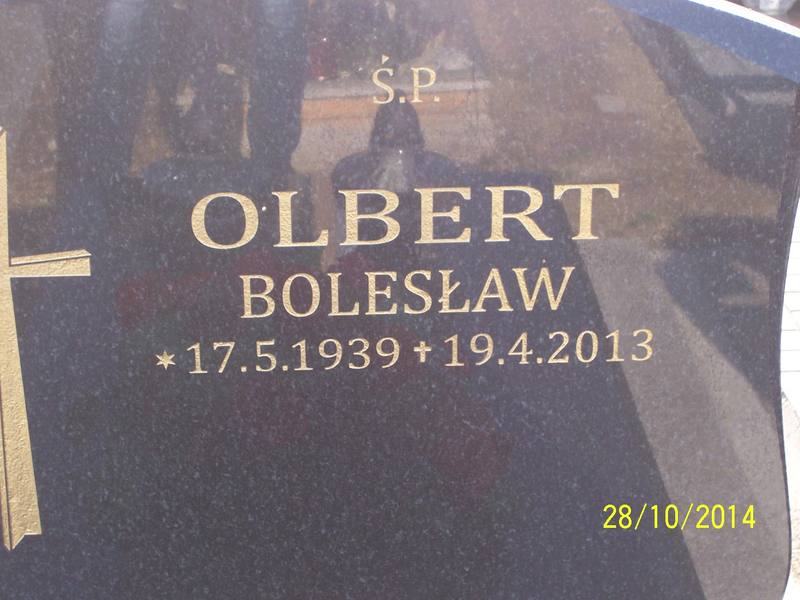 Ś.P.
OLBERT
BOLESŁAW
*17.5.1939 ✝ 19.4.2013
28/10/2014